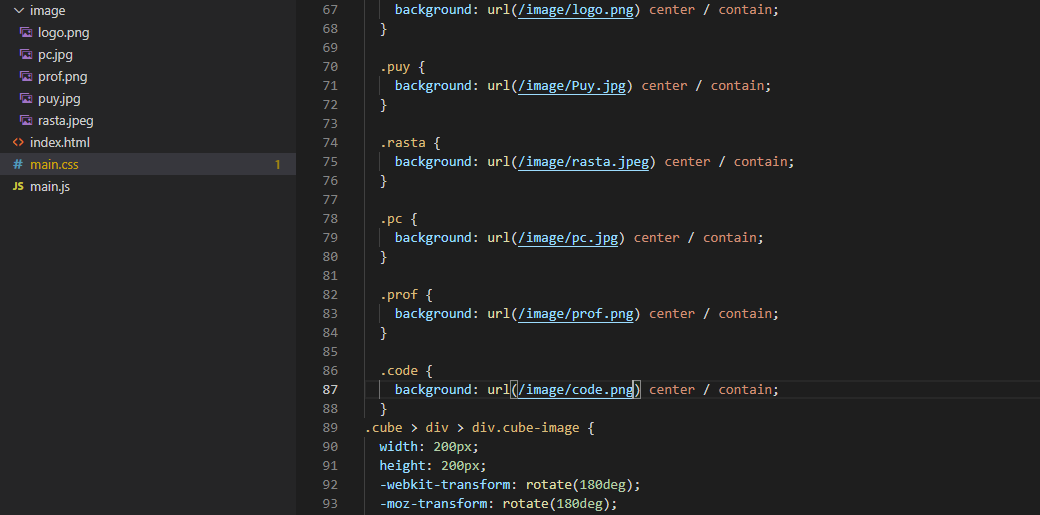 image
logo.png
pc.jpg
prof.png
puy.jpg
rasta.jpeg
<> index.html
# main.css 1
JS main.js
67 background: url(/image/logo.png) center / contain;
68 }
69
70 .puy {
71 background: url(/image/Puy.jpg) center / contain;
72 }
73
74 .rasta {
75 background: url(/image/rasta.jpeg) center / contain;
76 }
77
78 .pc {
79 background: url(/image/pc.jpg) center / contain;
80 }
81
82 .prof {
83 background: url(/image/prof.png) center / contain;
84 }
85
86 .code {
87 background: url(/image/code.png) center / contain;
88 }
89 .cube > div > div.cube-image {
90 width: 200px;
91 height: 200px;
92 -webkit-transform: rotate(180deg);
93 -moz-transform: rotate(180deg);